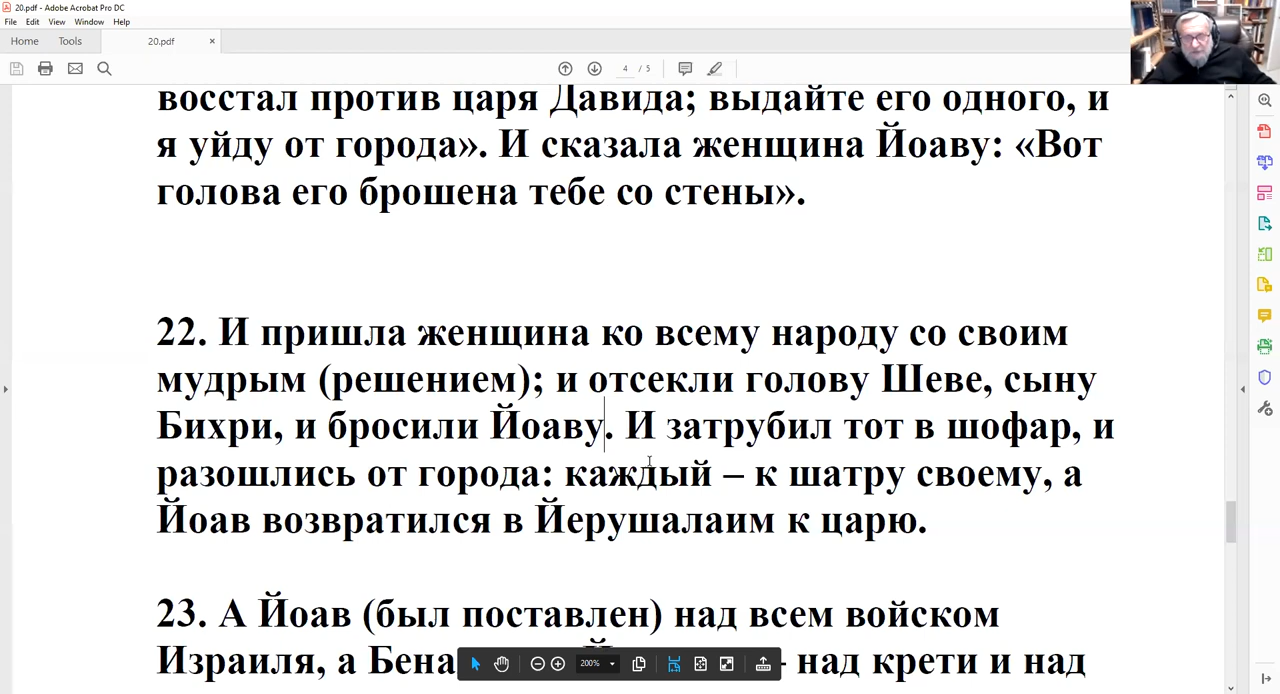 20.pdf - Adobe Acrobat Pro DC
File Edit View Window Help
Home Tools 20.pdf ×
4 / 5
восстал против царя Давида; выдайте его одного, и
я уйду от города». И сказала женщина Йоаву: «Вот
голова его брошена тебе со стены».
22. И пришла женщина ко всему народу со своим
мудрым (решением); и отсекли голову Шеве, сыну
Бихри, и бросили Йоаву. И затрубил тот в шофар, и
разошлись от города: каждый – к шатру своему, а
Йоав возвратился в Йерушалаим к царю.
23. А Йоав (был поставлен) над всем войском
Израиля, а Бена над крети и над
200%